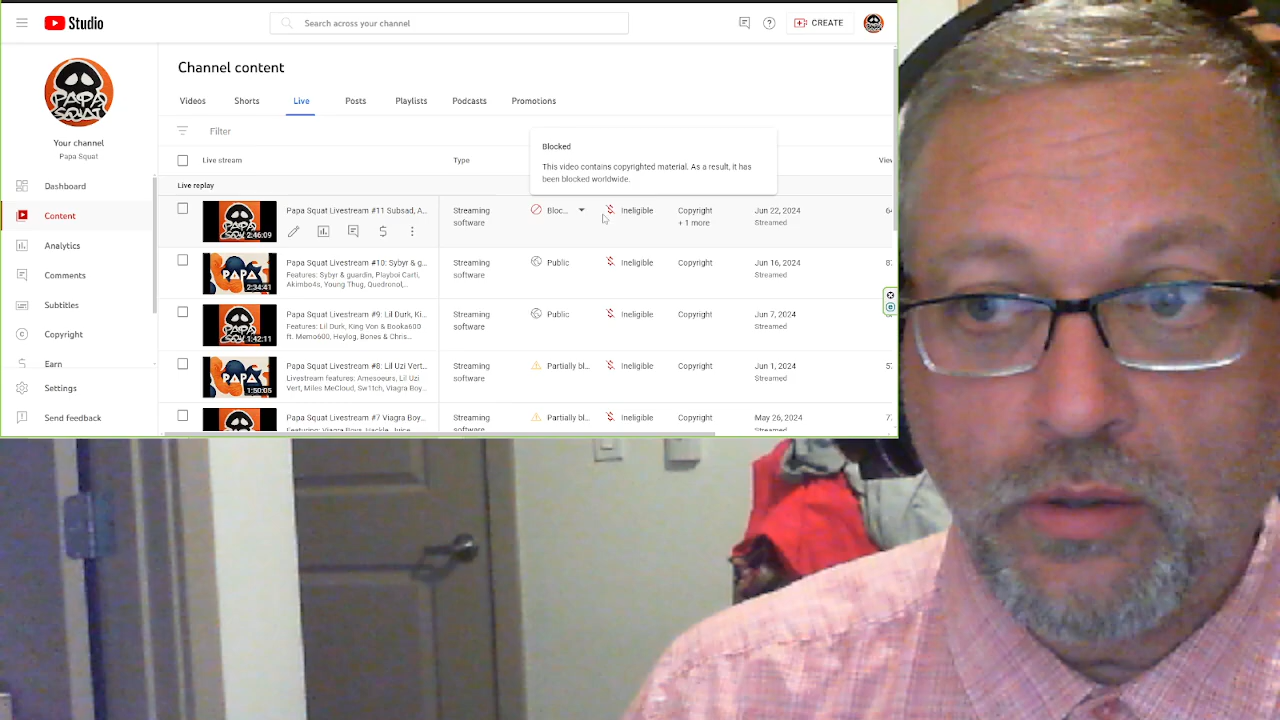 Studio
Search across your channel
CREATE
PAPA
SQUAT
Your channel
Papa Squat
Dashboard
Content
Analytics
Comments
Subtitles
Copyright
Earn
Settings
Send feedback
Channel content
Videos Shorts Live Posts Playlists Podcasts Promotions
Filter
Blocked
This video contains copyrighted material. As a result, it has
been blocked worldwide.
Live stream Type
Live replay
2:46:09
Papa Squat Livestream #11 Subsad, A...
Streaming
software
Bloc...
Ineligible
Copyright
+ 1 more
Jun 22, 2024
Streamed
PAPA
2:34:41
Papa Squat Livestream #10: Sybyr & g...
Features: Sybyr & guardin, Playboi Carti,
Akimbo4s, Young Thug, Quedronol,...
Streaming
software
Public
Ineligible
Copyright
Jun 16, 2024
Streamed
1:42:11
Papa Squat Livestream #9: Lil Durk, Ki...
Features: Lil Durk, King Von & Booka600
ft. Memo600, Heylog, Bones & Chris...
Streaming
software
Public
Ineligible
Copyright
Jun 7, 2024
Streamed
PAPA
1:50:05
Papa Squat Livestream #8: Lil Uzi Vert...
Livestream features: Amesoeurs, Lil Uzi
Vert, Miles McCloud, Sw1tch, Viagra Boy...
Streaming
software
Partially bl...
Ineligible
Copyright
Jun 1, 2024
Streamed
Papa Squat Livestream #7 Viagra Boy...
Streaming
software
Partially bl...
Ineligible
Copyright
May 26, 2024
Streamed